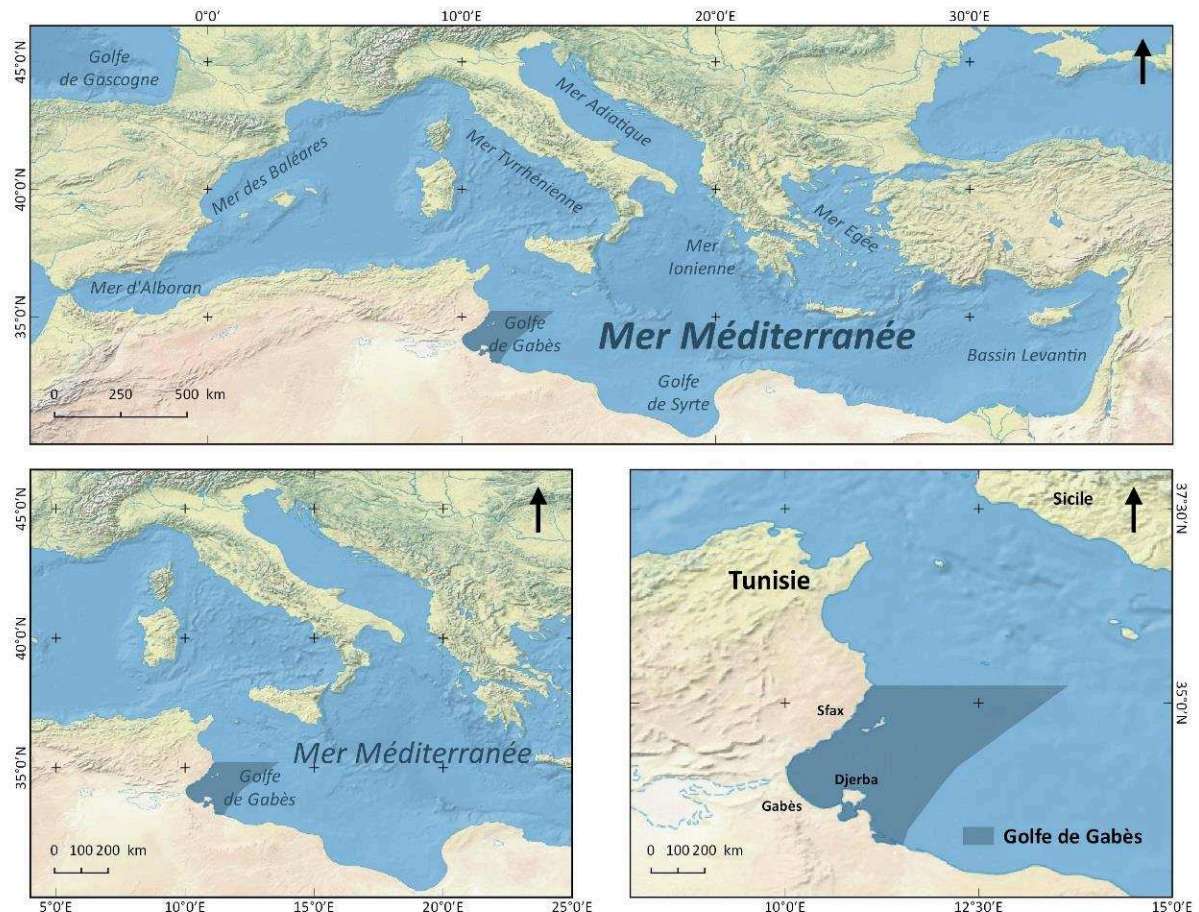 0°0' 10°0'E 20°0'E 30°0'E
45°0'N
40°0'N
35°0'N
Golfe
de Gascogne
Mer Adiatique
Mer des Baléares
Mer Tyrrhénienne
Mer Egée
Mer
Ionienne
Mer d'Alboran
Golfe
de Gabès
Mer Méditerranée
Bassin Levantin
Golfe
de Syrte
0 250 500 km
45°0'N
40°0'N
35°0'N
Mer Méditerranée
Golfe
de Gabès
0 100 200 km
5°0'E 10°0'E 15°0'E 20°0'E 25°0'E
Sicile
37°30'N
Tunisie
35°0'N
Sfax
Djerba
Gabès
Golfe de Gabès
0 100 200 km
10°0'E 12°30'E 15°0'E